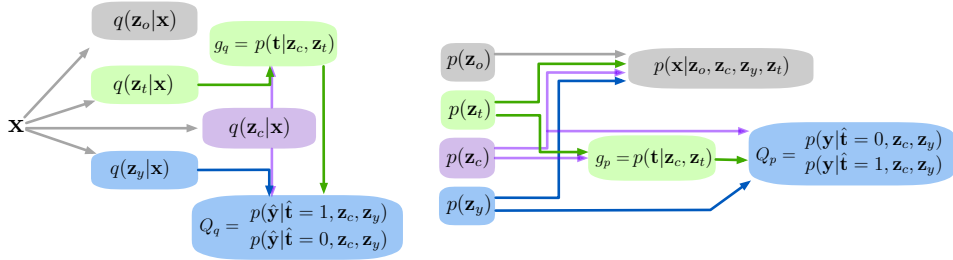 x
q(z_o|x)
q(z_t|x)
q(z_c|x)
q(z_y|x)
g_q = p(t|z_c, z_t)
Q_q = p(ŷ|t̂ = 1, z_c, z_y)
p(ŷ|t̂ = 0, z_c, z_y)
p(z_o)
p(z_t)
p(z_c)
p(z_y)
p(x|z_o, z_c, z_y, z_t)
g_p = p(t|z_c, z_t)
Q_p = p(y|t̂ = 0, z_c, z_y)
p(y|t̂ = 1, z_c, z_y)